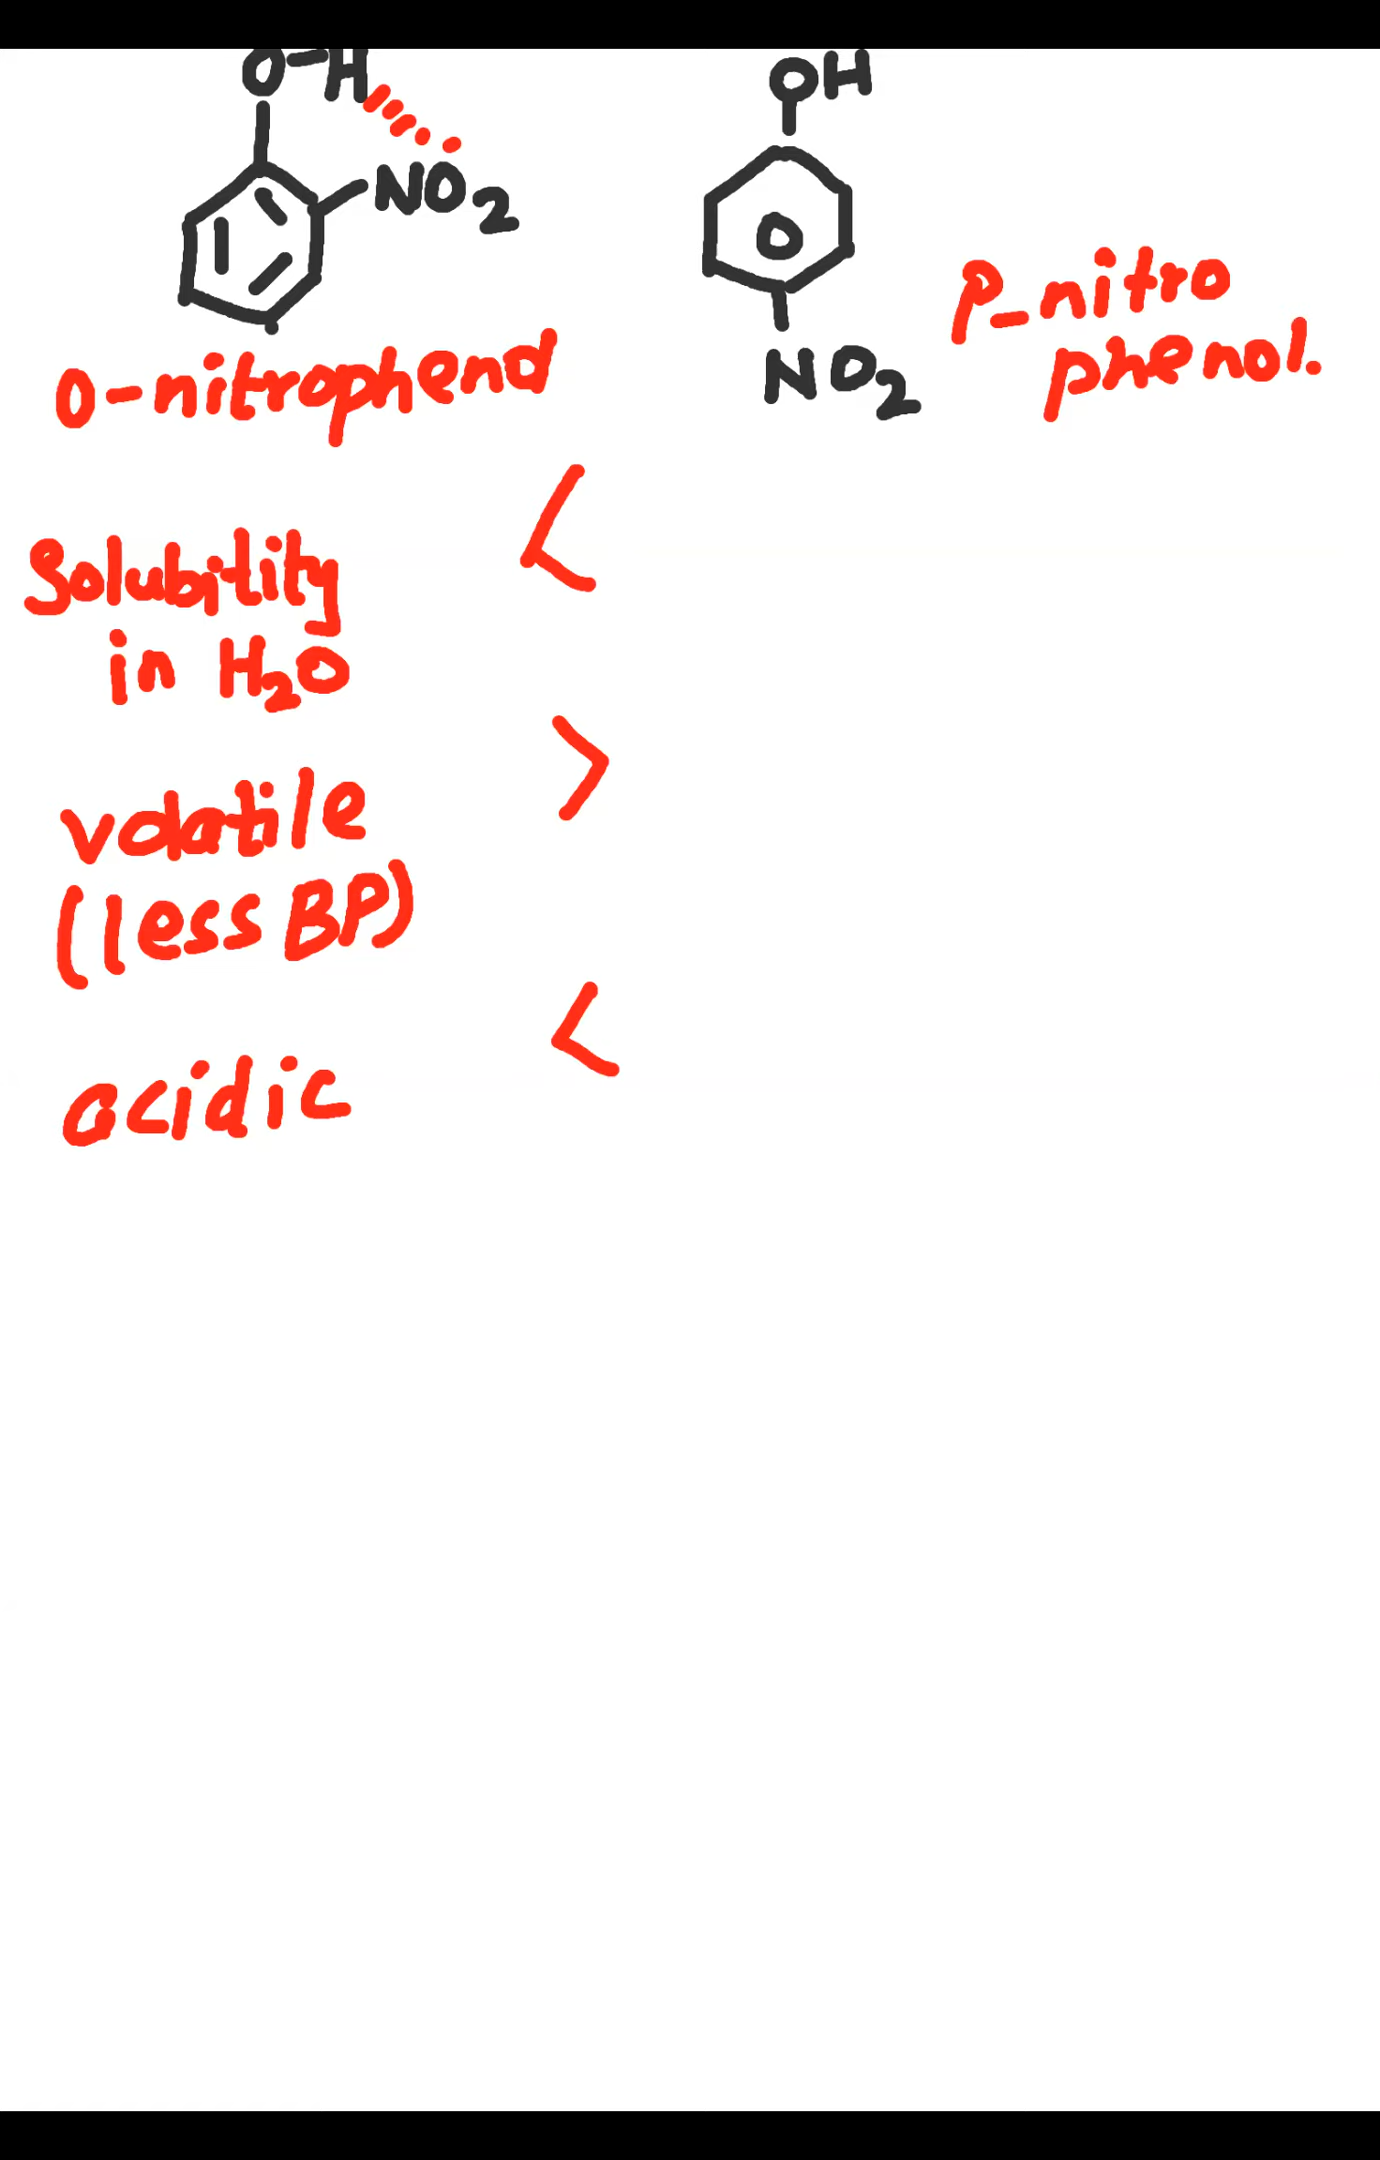 O-H
OH
NO2
O-nitrophenol
NO2
P-nitro
phenol.
<
Solubility
in H2O
>
volatile
(less BP)
<
acidic